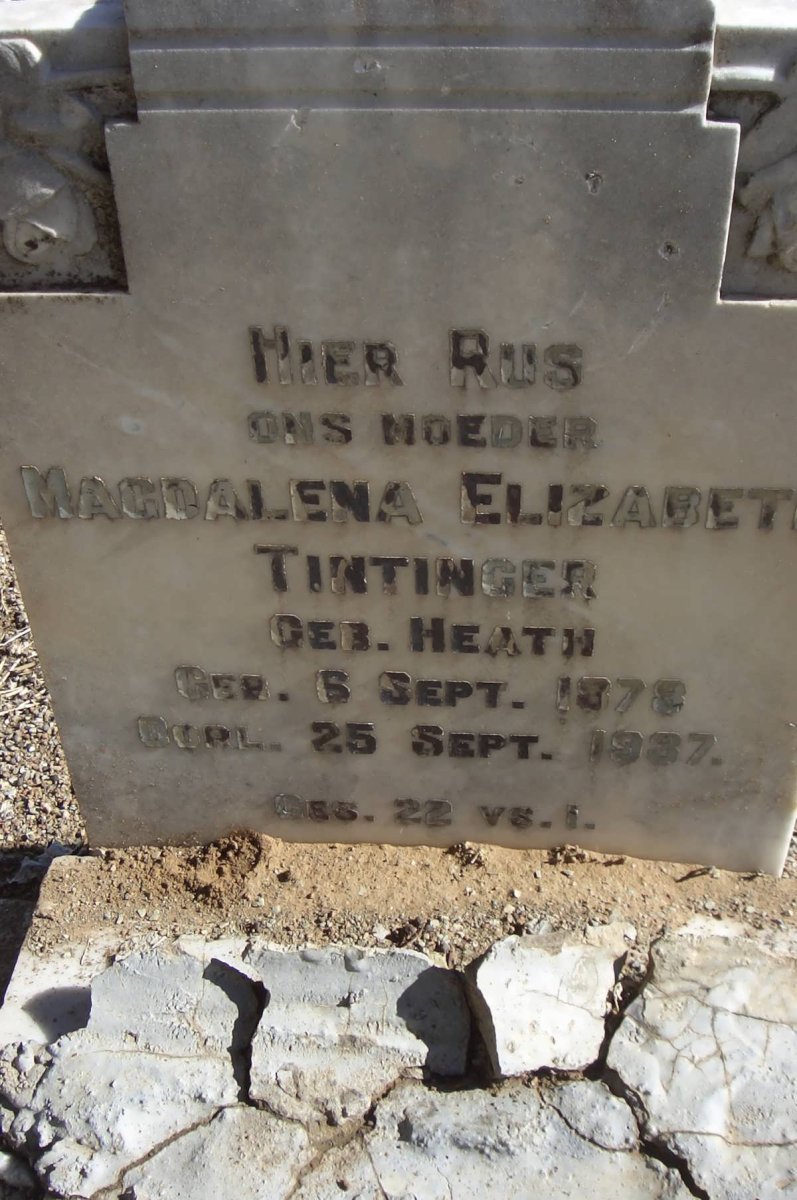 HIER RUS
ONS MOEDER
MAGDALENA ELIZABETH
TINTINGER
GEB. HEATH
GEB. 6 SEPT. 1878
OORL. 25 SEPT. 1937.
GES. 22 VS. 1.